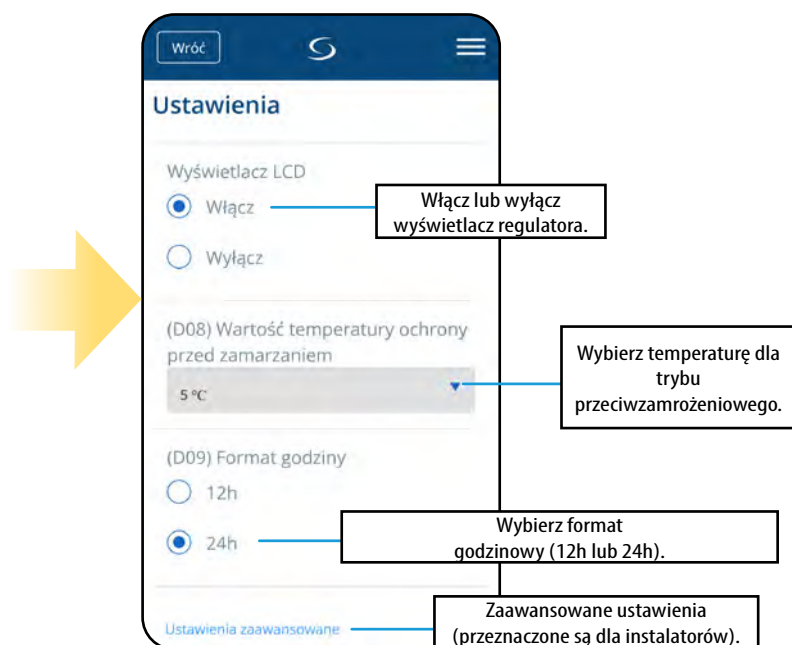 Wróć
Ustawienia
Wyświetlacz LCD
Włącz
Włącz lub wyłącz
wyświetlacz regulatora.
Wyłącz
(D08) Wartość temperatury ochrony
przed zamarzaniem
5 °C
Wybierz temperaturę dla
trybu
przeciwzamrożeniowego.
(D09) Format godziny
12h
24h
Wybierz format
godzinowy (12h lub 24h).
Ustawienia zaawansowane
Zaawansowane ustawienia
(przeznaczone są dla instalatorów).